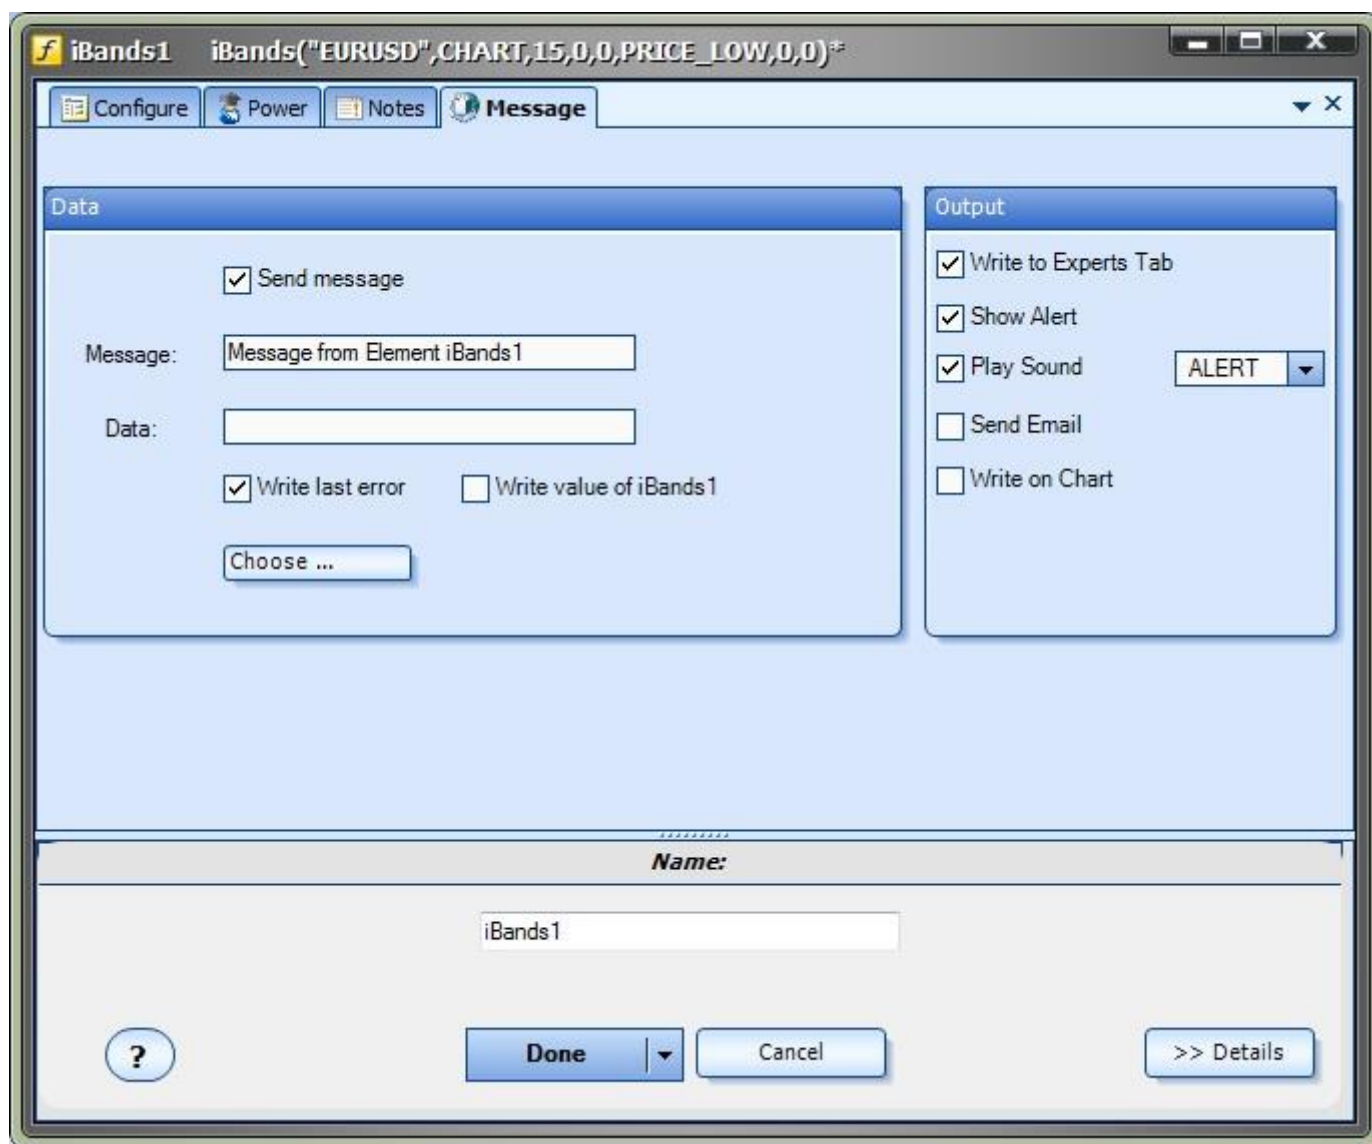 iBands1 iBands("EURUSD",CHART,15,0,0,PRICE_LOW,0,0)*
Configure Power Notes Message
Data
Send message
Message: Message from Element iBands1
Data:
Write last error Write value of iBands1
Choose ...
Output
Write to Experts Tab
Show Alert
Play Sound ALERT
Send Email
Write on Chart
Name:
iBands1
? Done Cancel >> Details